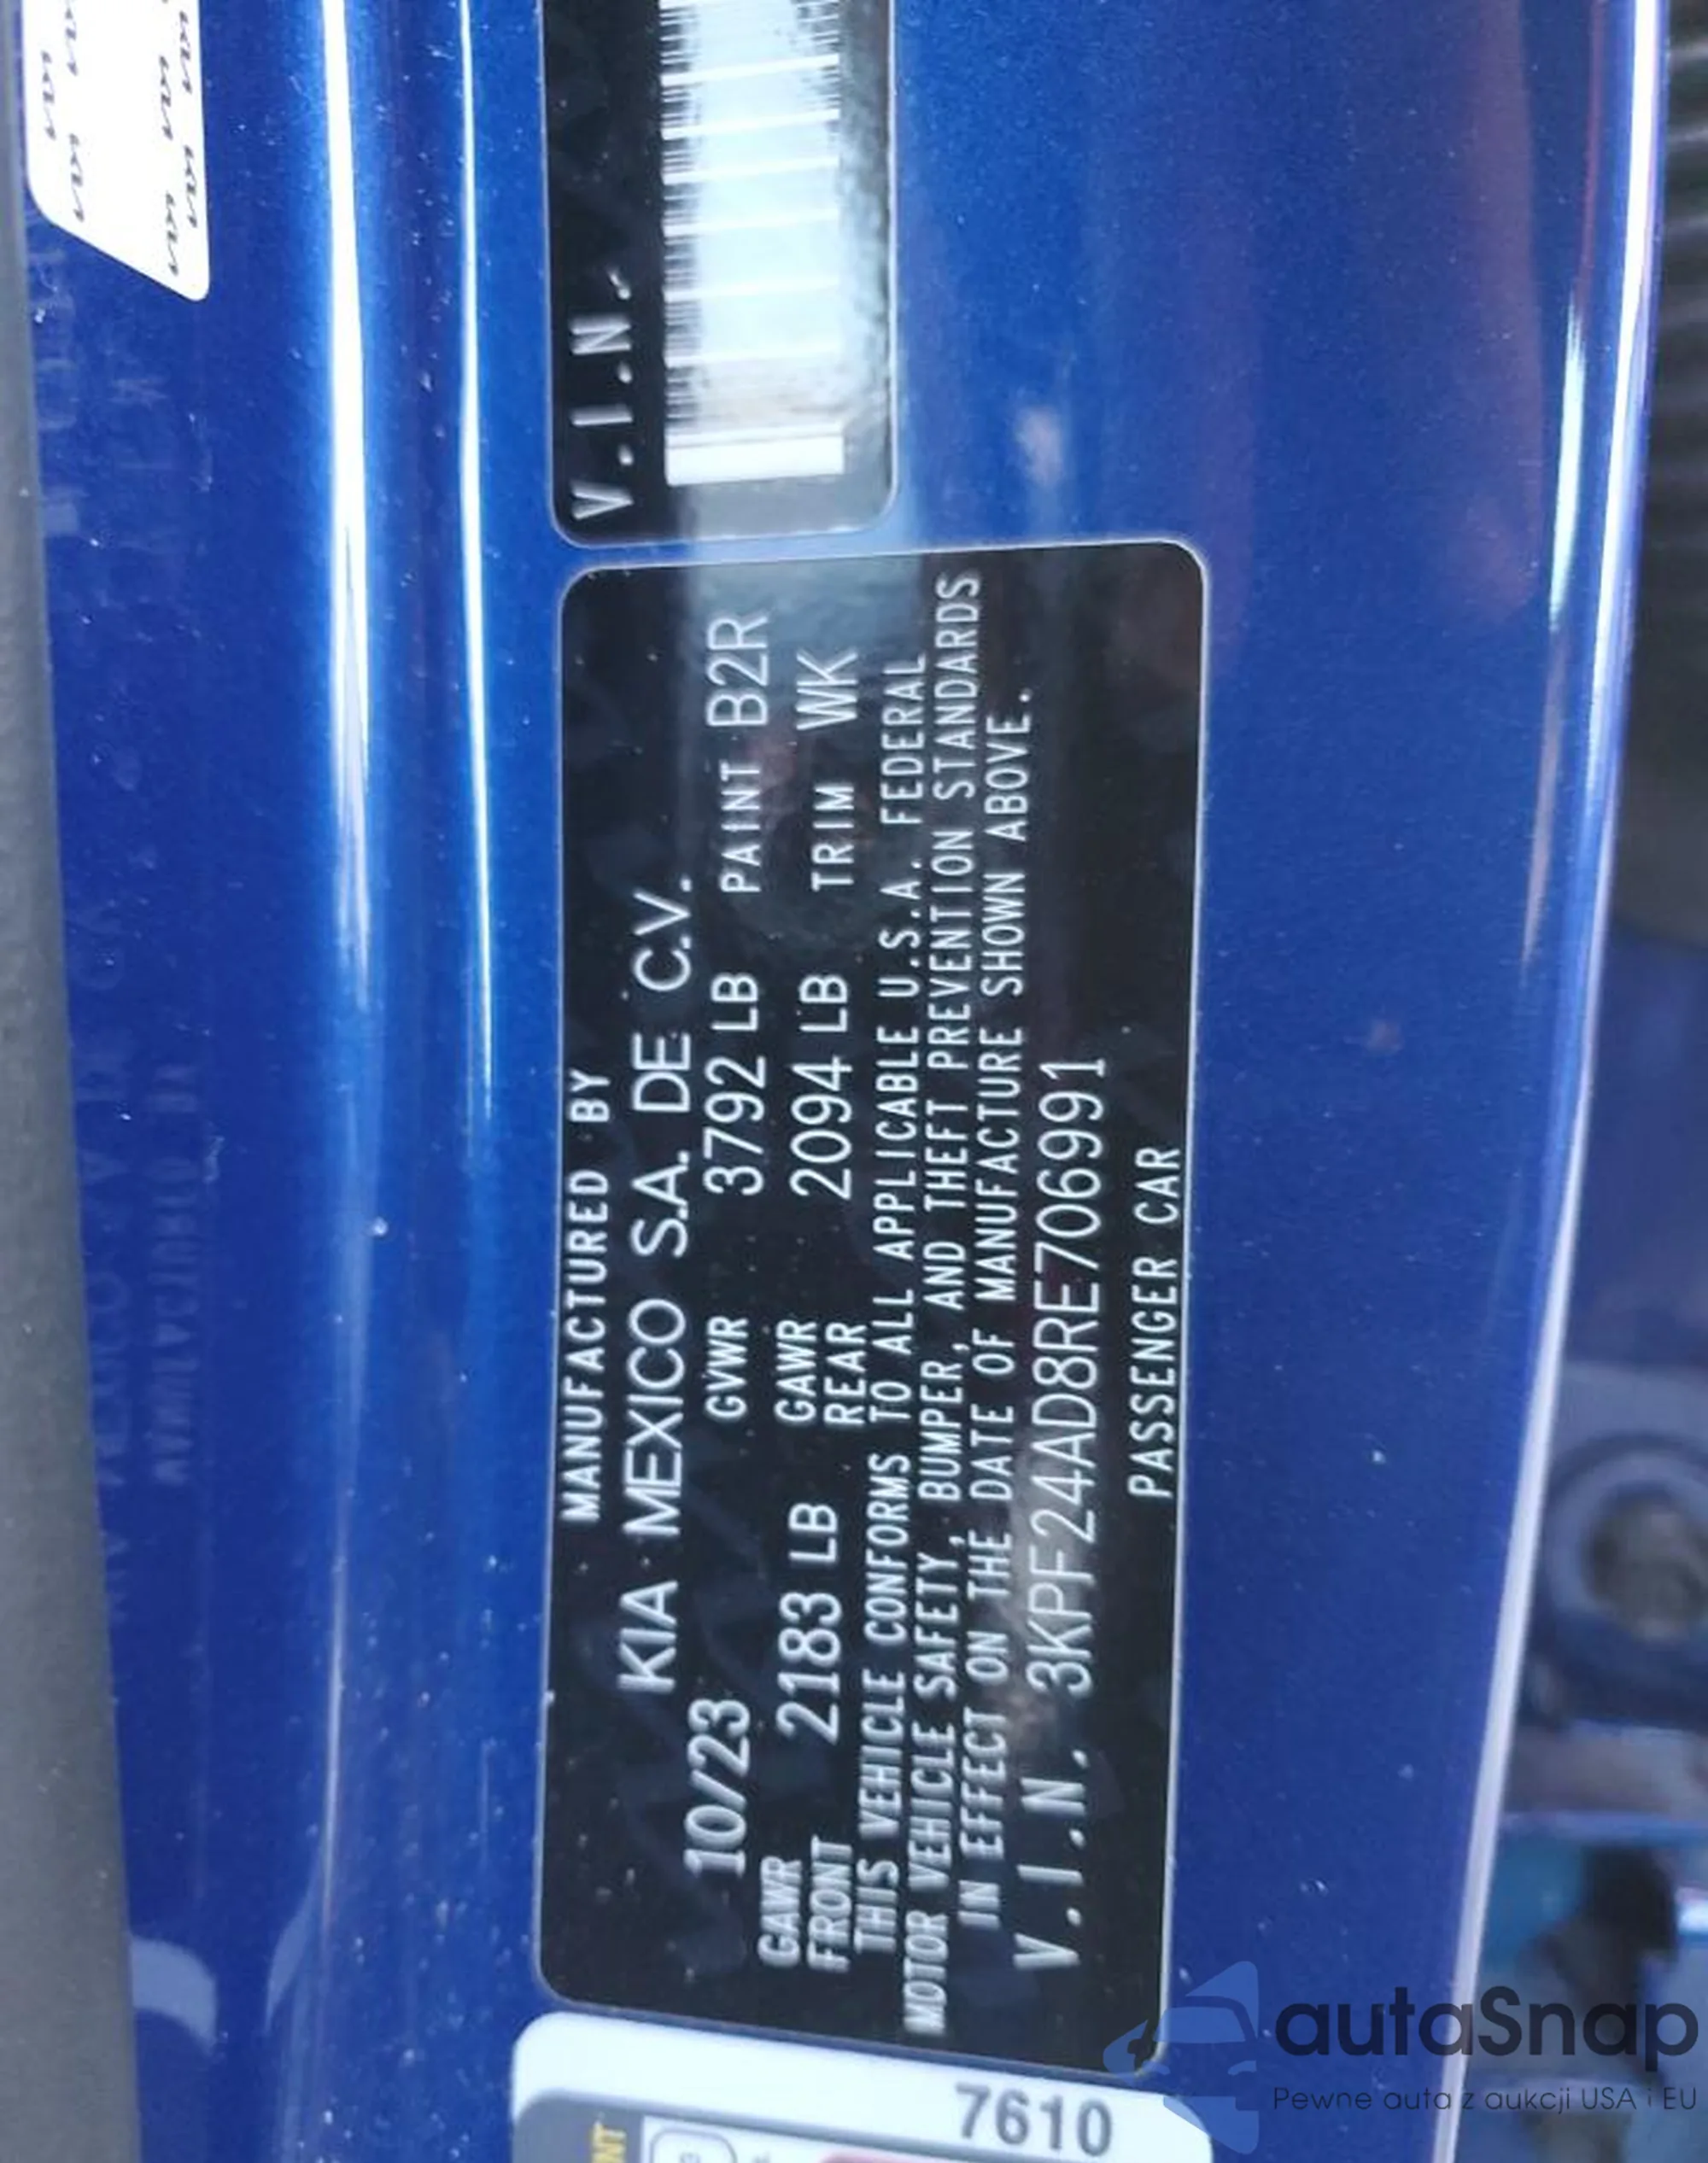 V.I.N.
MANUFACTURED BY
KIA MEXICO S.A. DE C.V.
10/23 GVWR 3792 LB PAINT B2R
GAWR FRONT 2183 LB GAWR REAR 2094 LB TRIM WK
THIS VEHICLE CONFORMS TO ALL APPLICABLE U.S.A. FEDERAL
MOTOR VEHICLE SAFETY, BUMPER, AND THEFT PREVENTION STANDARDS
IN EFFECT ON THE DATE OF MANUFACTURE SHOWN ABOVE.
V.I.N. 3KPF24AD8RE706991
PASSENGER CAR
7610
autaSnap
Pewne auta z aukcji USA i EU